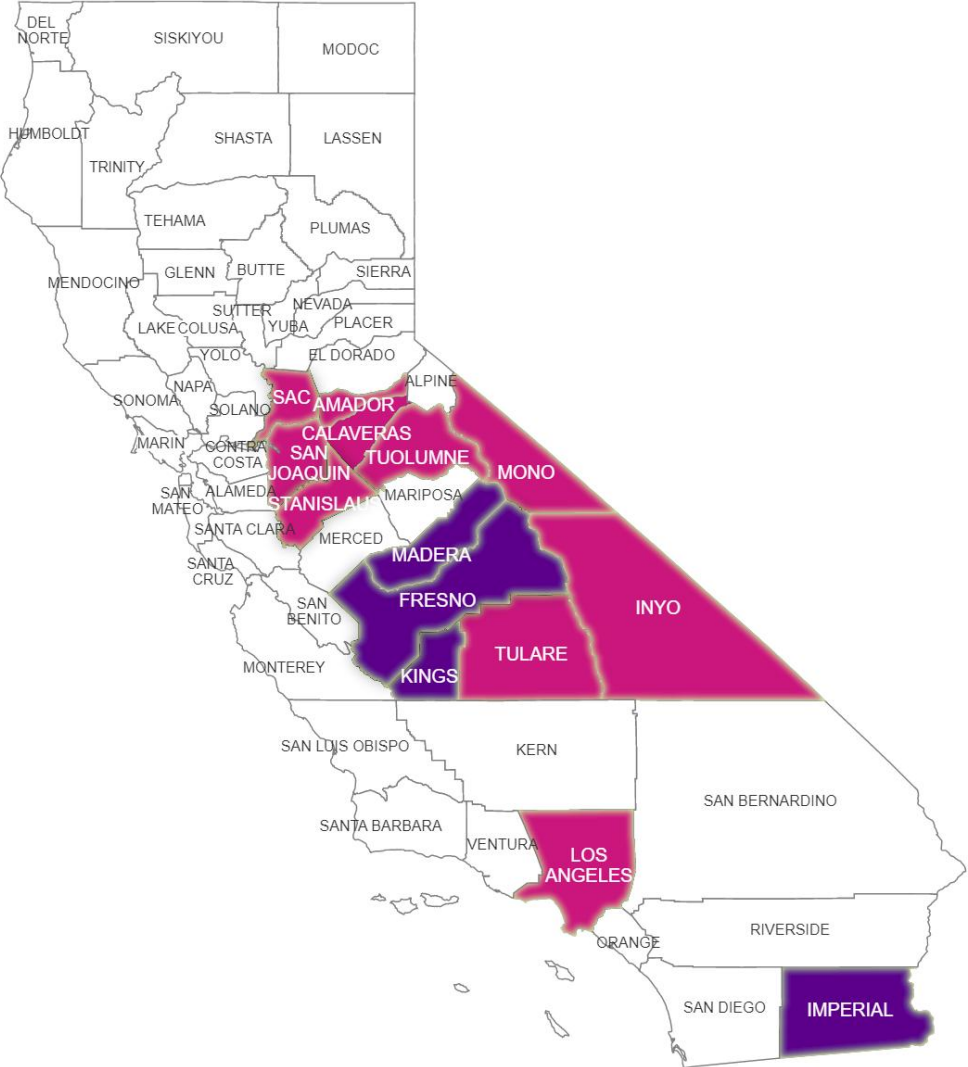 DEL
NORTE
SISKIYOU
MODOC
HUMBOLDT
TRINITY
SHASTA
LASSEN
TEHAMA
PLUMAS
MENDOCINO
GLENN
BUTTE
SIERRA
LAKE
COLUSA
SUTTER
YUBA
NEVADA
PLACER
YOLO
EL DORADO
ALPINE
SONOMA
NAPA
SOLANO
SAC
AMADOR
MARIN
CONTRA
COSTA
SAN
JOAQUIN
CALAVERAS
TUOLUMNE
MONO
SAN
MATEO
ALAMEDA
STANISLAUS
MARIPOSA
SANTA CLARA
MERCED
SANTA
CRUZ
MADERA
SAN
BENITO
FRESNO
INYO
MONTEREY
KINGS
TULARE
SAN LUIS OBISPO
KERN
SAN BERNARDINO
SANTA BARBARA
VENTURA
LOS
ANGELES
ORANGE
RIVERSIDE
SAN DIEGO
IMPERIAL